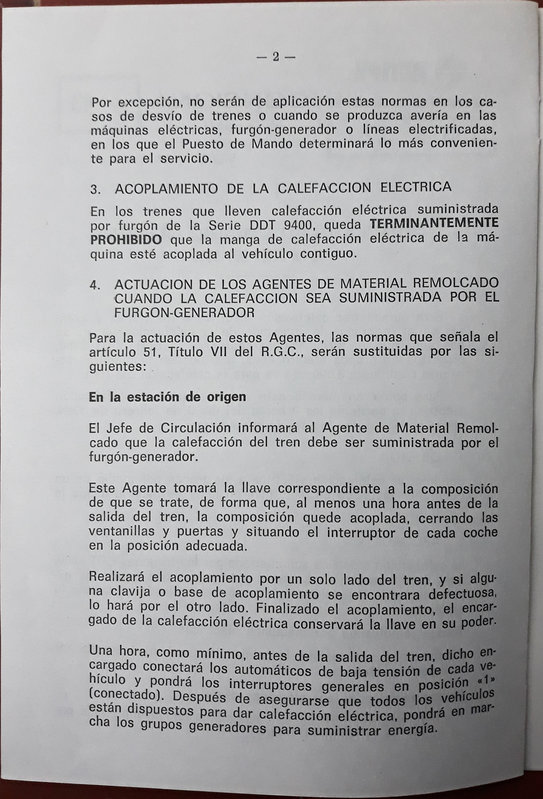 — 2 —
Por excepción, no serán de aplicación estas normas en los ca-
sos de desvío de trenes o cuando se produzca avería en las
máquinas eléctricas, furgón-generador o líneas electrificadas,
en los que el Puesto de Mando determinará lo más convenien-
te para el servicio.
3. ACOPLAMIENTO DE LA CALEFACCION ELECTRICA
En los trenes que lleven calefacción eléctrica suministrada
por furgón de la Serie DDT 9400, queda TERMINANTEMENTE
PROHIBIDO que la manga de calefacción eléctrica de la má-
quina esté acoplada al vehículo contiguo.
4. ACTUACION DE LOS AGENTES DE MATERIAL REMOLCADO
CUANDO LA CALEFACCION SEA SUMINISTRADA POR EL
FURGON-GENERADOR
Para la actuación de estos Agentes, las normas que señala el
artículo 51, Título VII del R.G.C., serán sustituidas por las si-
guientes:
En la estación de origen
El Jefe de Circulación informará al Agente de Material Remol-
cado que la calefacción del tren debe ser suministrada por el
furgón-generador.
Este Agente tomará la llave correspondiente a la composición
de que se trate, de forma que, al menos una hora antes de la
salida del tren, la composición quede acoplada, cerrando las
ventanillas y puertas y situando el interruptor de cada coche
en la posición adecuada.
Realizará el acoplamiento por un solo lado del tren, y si algu-
na clavija o base de acoplamiento se encontrara defectuosa,
lo hará por el otro lado. Finalizado el acoplamiento, el encar-
gado de la calefacción eléctrica conservará la llave en su poder.
Una hora, como mínimo, antes de la salida del tren, dicho en-
cargado conectará los automáticos de baja tensión de cada ve-
hículo y pondrá los interruptores generales en posición «1»
(conectado). Después de asegurarse que todos los vehículos
están dispuestos para dar calefacción eléctrica, pondrá en mar-
cha los grupos generadores para suministrar energía.